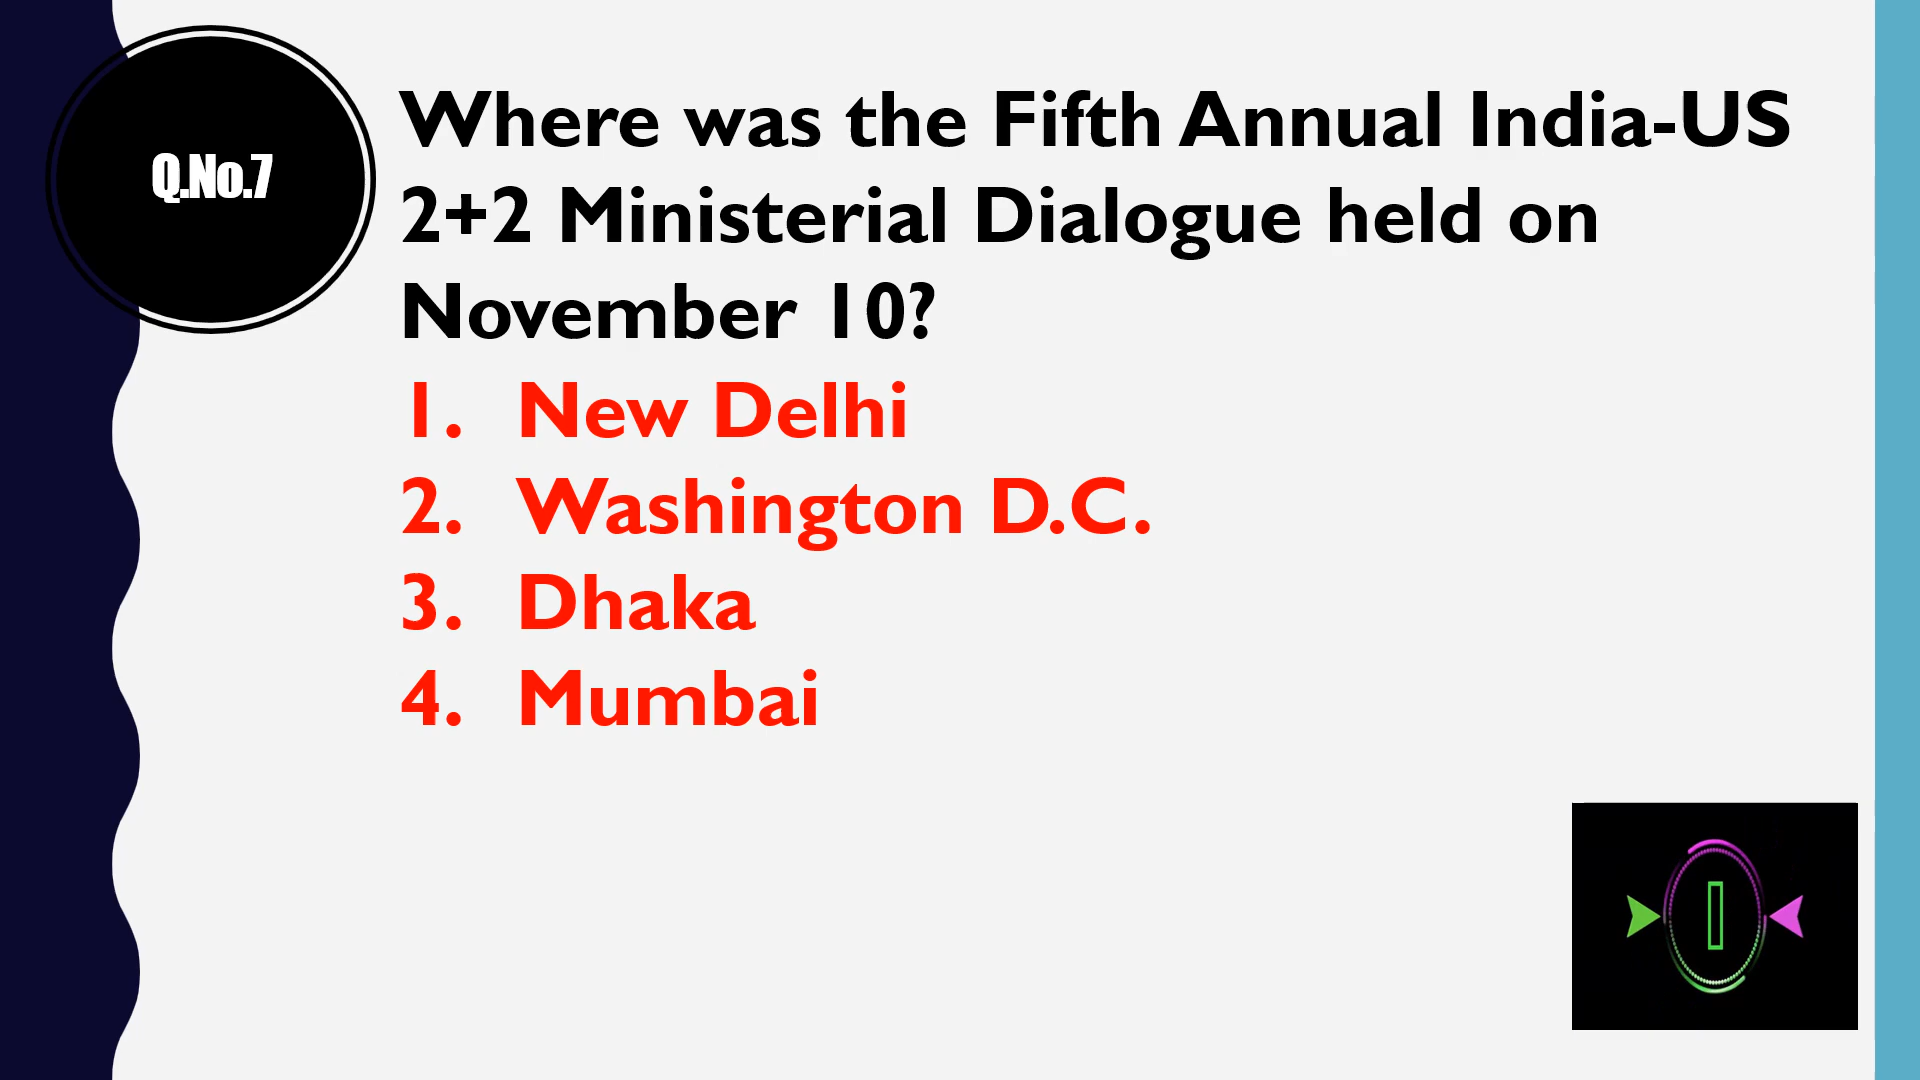 Q.No.7
Where was the Fifth Annual India-US
2+2 Ministerial Dialogue held on
November 10?
1. New Delhi
2. Washington D.C.
3. Dhaka
4. Mumbai